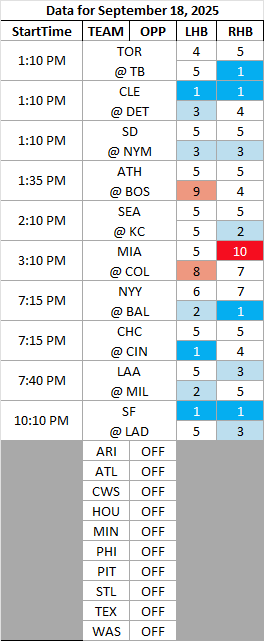 Data for September 18, 2025
StartTime TEAM OPP LHB RHB
1:10 PM TOR 4 5
@ TB 5 1
1:10 PM CLE 1 1
@ DET 3 4
1:10 PM SD 5 5
@ NYM 3 3
1:35 PM ATH 5 5
@ BOS 9 4
2:10 PM SEA 5 5
@ KC 5 2
3:10 PM MIA 5 10
@ COL 8 7
7:15 PM NYY 6 7
@ BAL 2 1
7:15 PM CHC 5 5
@ CIN 1 4
7:40 PM LAA 5 3
@ MIL 2 5
10:10 PM SF 1 1
@ LAD 5 3
ARI OFF
ATL OFF
CWS OFF
HOU OFF
MIN OFF
PHI OFF
PIT OFF
STL OFF
TEX OFF
WAS OFF